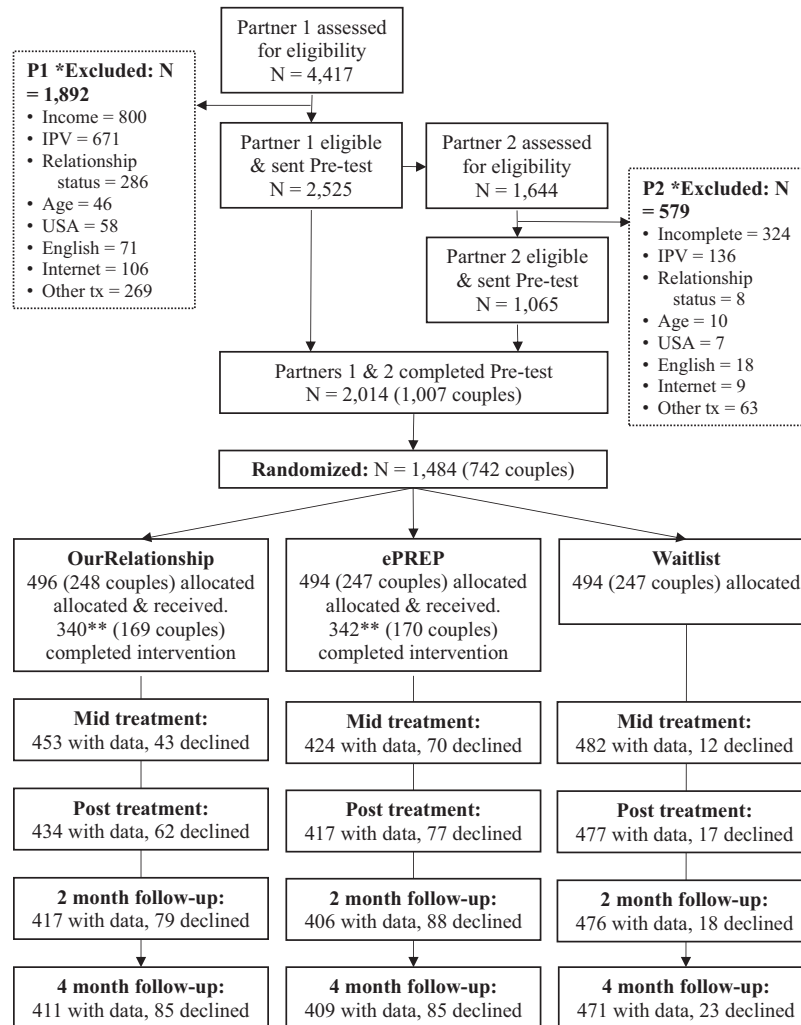 Partner 1 assessed
for eligibility
N = 4,417
P1 *Excluded: N
= 1,892
• Income = 800
• IPV = 671
• Relationship
status = 286
• Age = 46
• USA = 58
• English = 71
• Internet = 106
• Other tx = 269
Partner 1 eligible
& sent Pre-test
N = 2,525
Partner 2 assessed
for eligibility
N = 1,644
P2 *Excluded: N
= 579
• Incomplete = 324
• IPV = 136
• Relationship
status = 8
• Age = 10
• USA = 7
• English = 18
• Internet = 9
• Other tx = 63
Partner 2 eligible
& sent Pre-test
N = 1,065
Partners 1 & 2 completed Pre-test
N = 2,014 (1,007 couples)
Randomized: N = 1,484 (742 couples)
OurRelationship
496 (248 couples) allocated
allocated & received.
340** (169 couples)
completed intervention
ePREP
494 (247 couples) allocated
allocated & received.
342** (170 couples)
completed intervention
Waitlist
494 (247 couples) allocated
Mid treatment:
453 with data, 43 declined
Mid treatment:
424 with data, 70 declined
Mid treatment:
482 with data, 12 declined
Post treatment:
434 with data, 62 declined
Post treatment:
417 with data, 77 declined
Post treatment:
477 with data, 17 declined
2 month follow-up:
417 with data, 79 declined
2 month follow-up:
406 with data, 88 declined
2 month follow-up:
476 with data, 18 declined
4 month follow-up:
411 with data, 85 declined
4 month follow-up:
409 with data, 85 declined
4 month follow-up:
471 with data, 23 declined